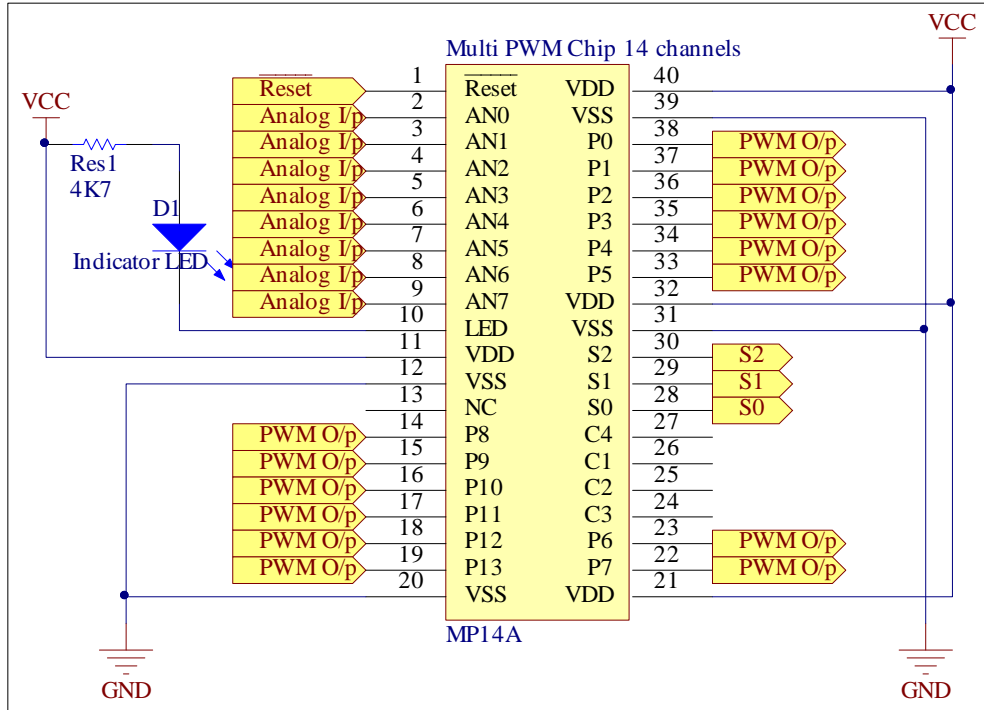 VCC
Multi PWM Chip 14 channels
Reset 1 Reset VDD 40
Analog I/p 2 AN0 VSS 39
Analog I/p 3 AN1 P0 38 PWM O/p
Analog I/p 4 AN2 P1 37 PWM O/p
Analog I/p 5 AN3 P2 36 PWM O/p
Analog I/p 6 AN4 P3 35 PWM O/p
Analog I/p 7 AN5 P4 34 PWM O/p
Analog I/p 8 AN6 P5 33 PWM O/p
Analog I/p 9 AN7 VDD 32
10 LED VSS 31
11 VDD S2 30 S2
12 VSS S1 29 S1
13 NC S0 28 S0
PWM O/p 14 P8 C4 27
PWM O/p 15 P9 C1 26
PWM O/p 16 P10 C2 25
PWM O/p 17 P11 C3 24
PWM O/p 18 P12 P6 23 PWM O/p
PWM O/p 19 P13 P7 22 PWM O/p
20 VSS VDD 21
VCC
Res1
4K7
D1
Indicator LED
MP14A
GND
GND